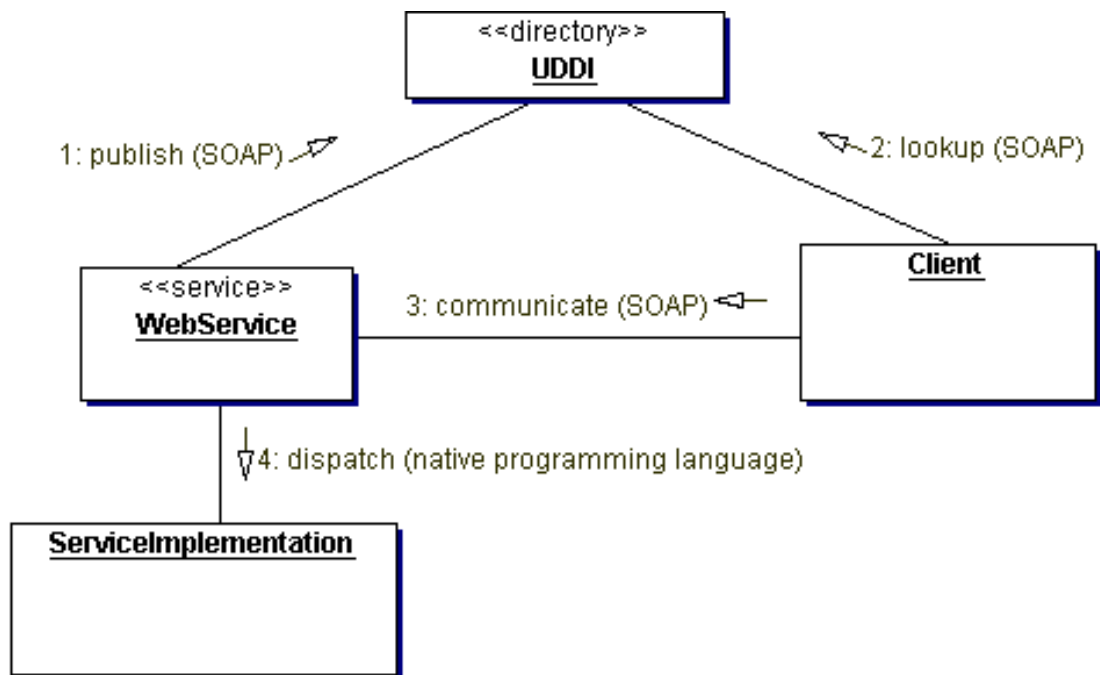 <<directory>>
UDDI
1: publish (SOAP)
2: lookup (SOAP)
<<service>>
WebService
3: communicate (SOAP)
Client
4: dispatch (native programming language)
ServiceImplementation